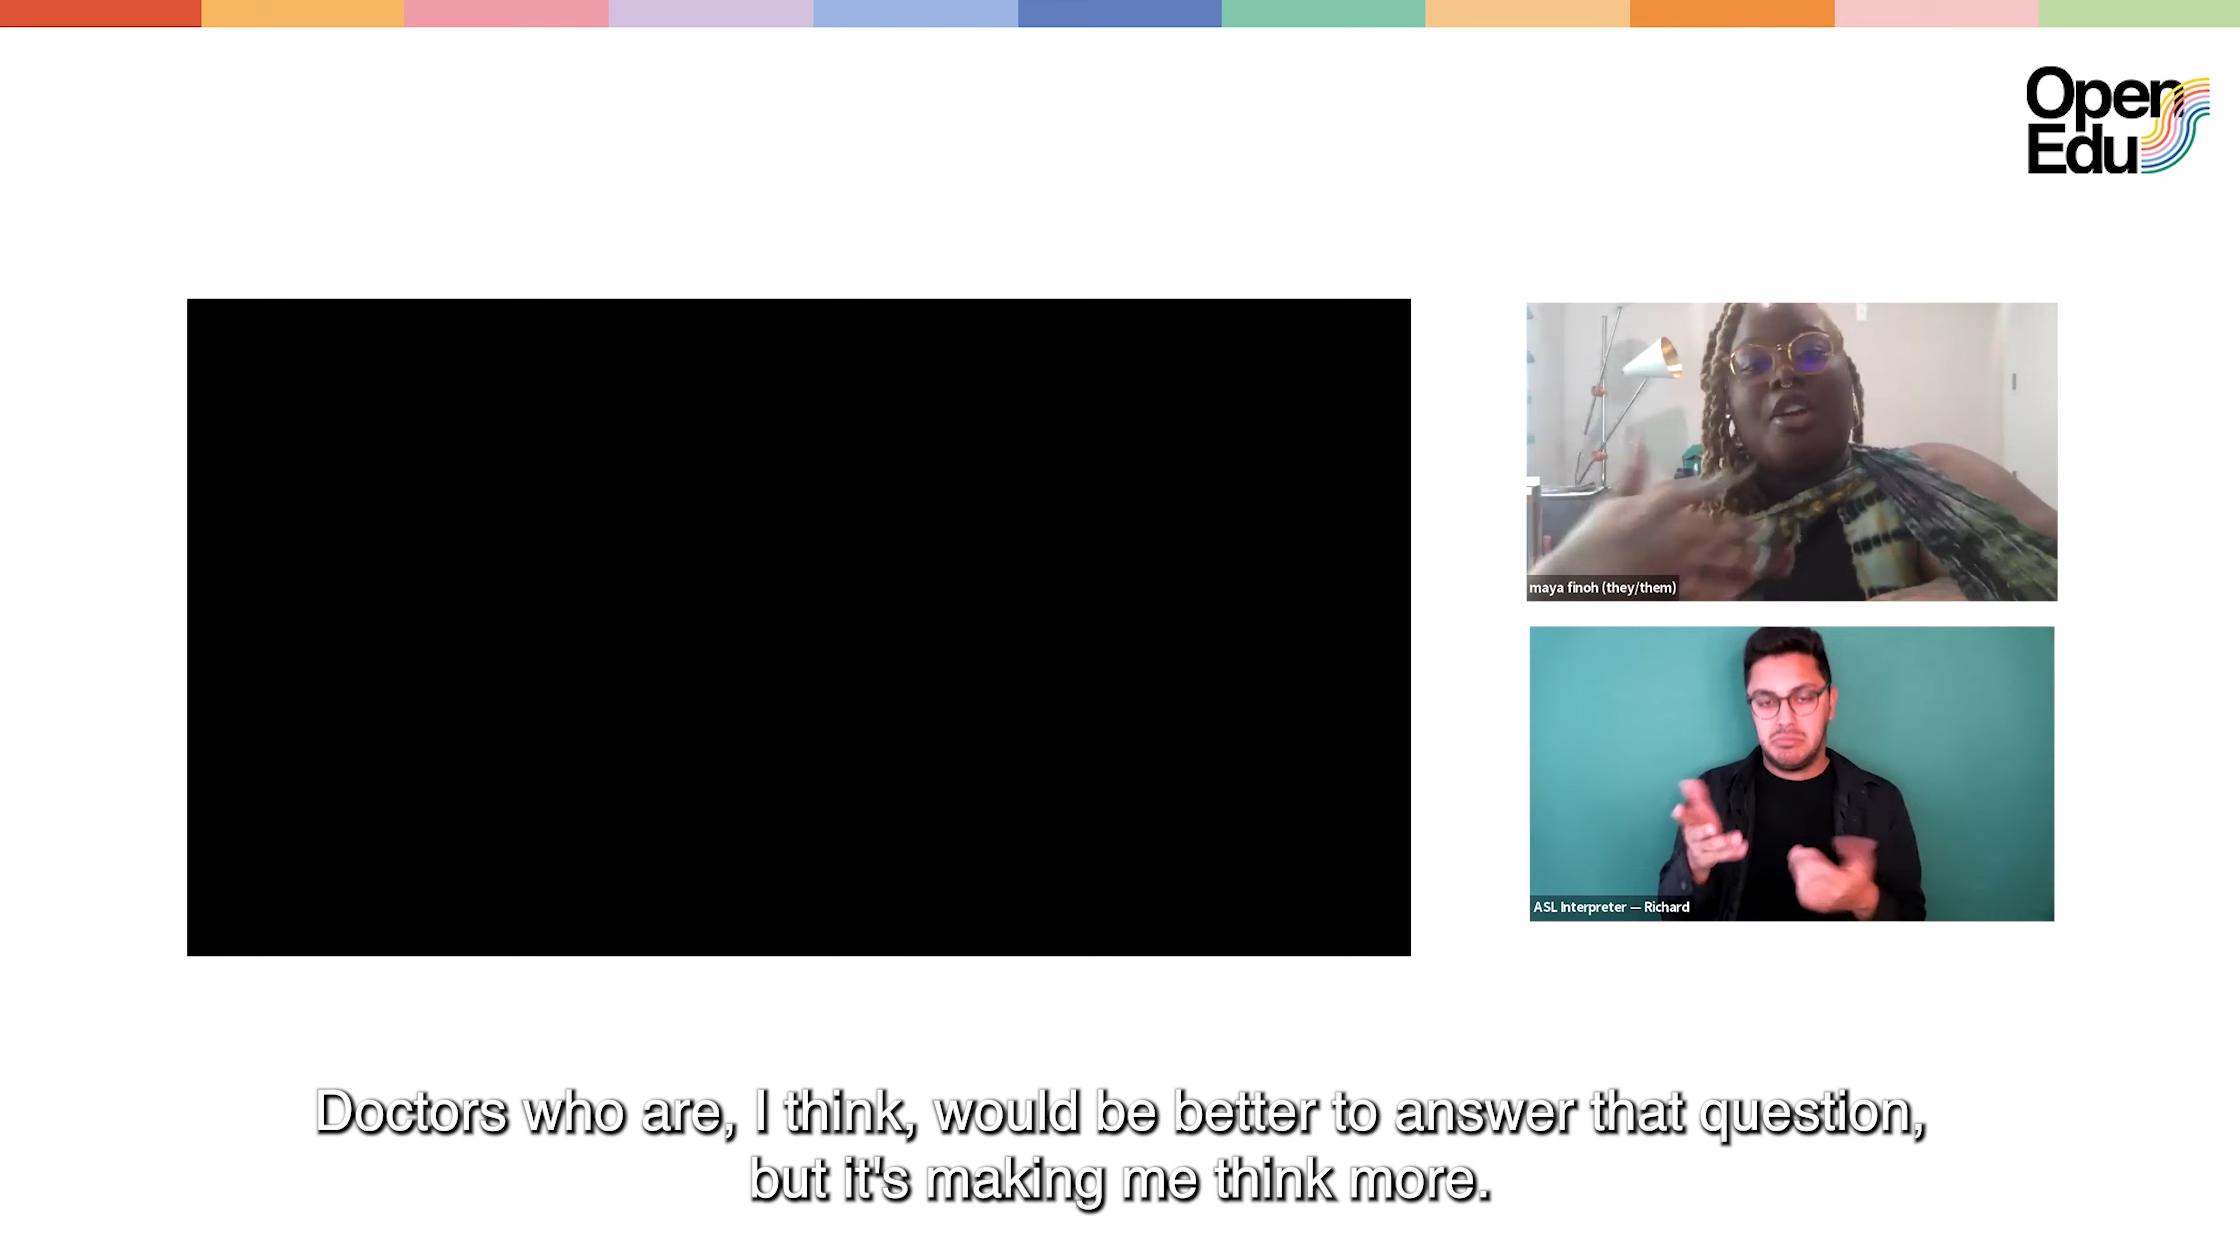 Open
Edu
maya finoh (they/them)
ASL Interpreter — Richard
Doctors who are, I think, would be better to answer that question,
but it's making me think more.